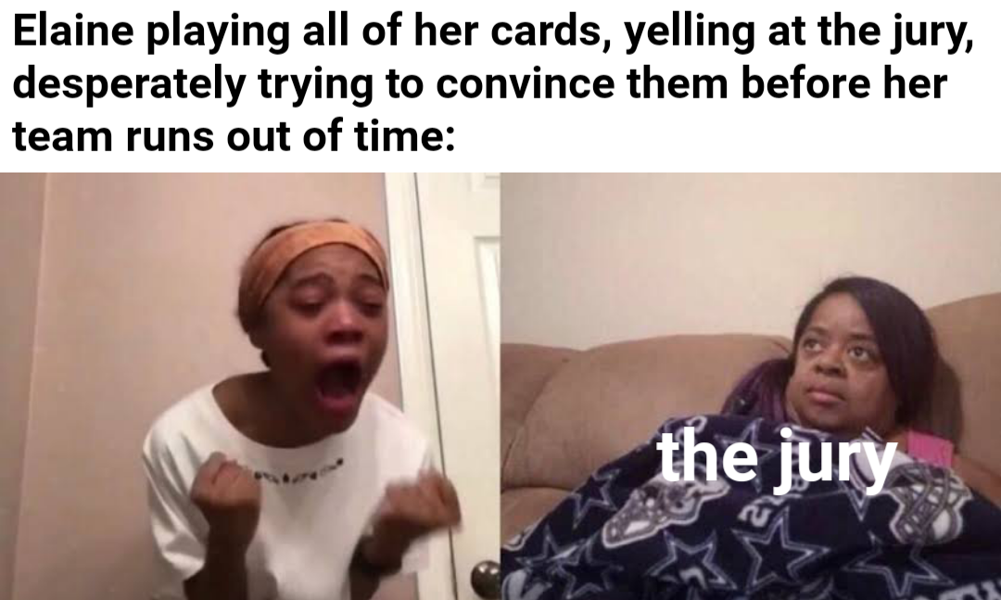 Elaine playing all of her cards, yelling at the jury,
desperately trying to convince them before her
team runs out of time:
the jury